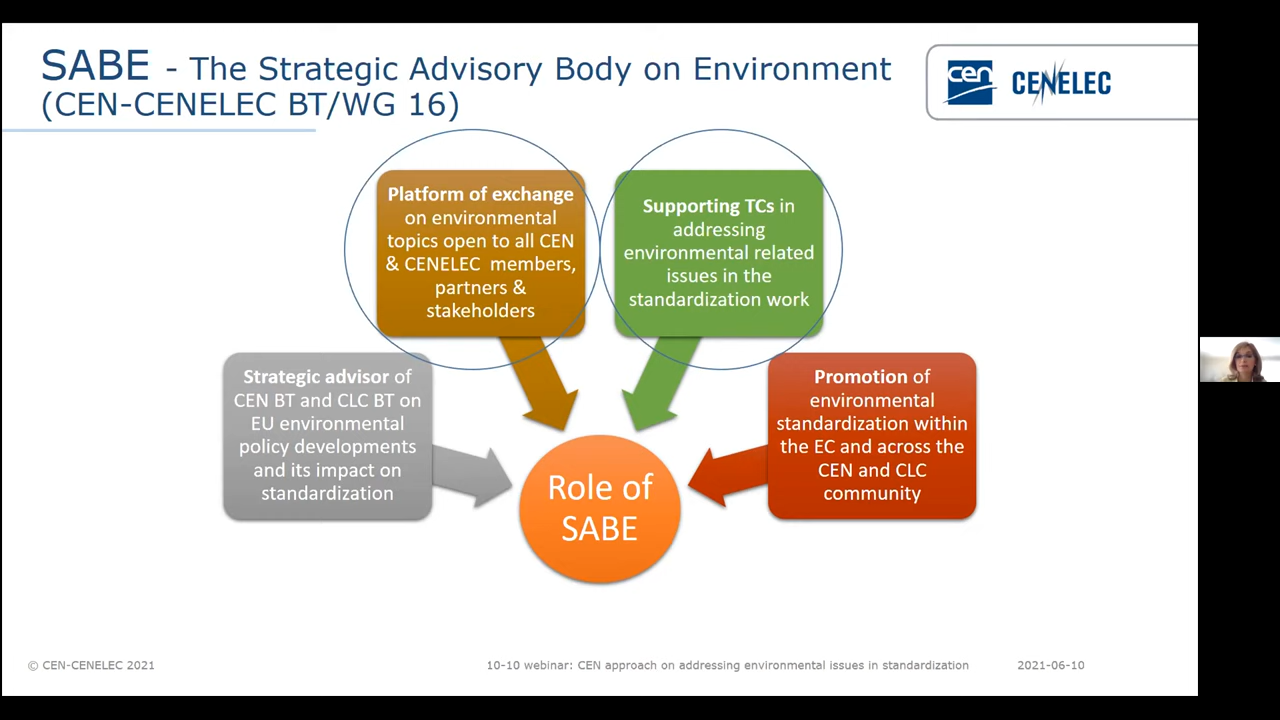 SABE - The Strategic Advisory Body on Environment
(CEN-CENELEC BT/WG 16)
cen
CENELEC
Platform of exchange
on environmental
topics open to all CEN
& CENELEC members,
partners &
stakeholders
Supporting TCs in
addressing
environmental related
issues in the
standardization work
Strategic advisor of
CEN BT and CLC BT on
EU environmental
policy developments
and its impact on
standardization
Promotion of
environmental
standardization within
the EC and across the
CEN and CLC
community
Role of
SABE
© CEN-CENELEC 2021
10-10 webinar: CEN approach on addressing environmental issues in standardization
2021-06-10